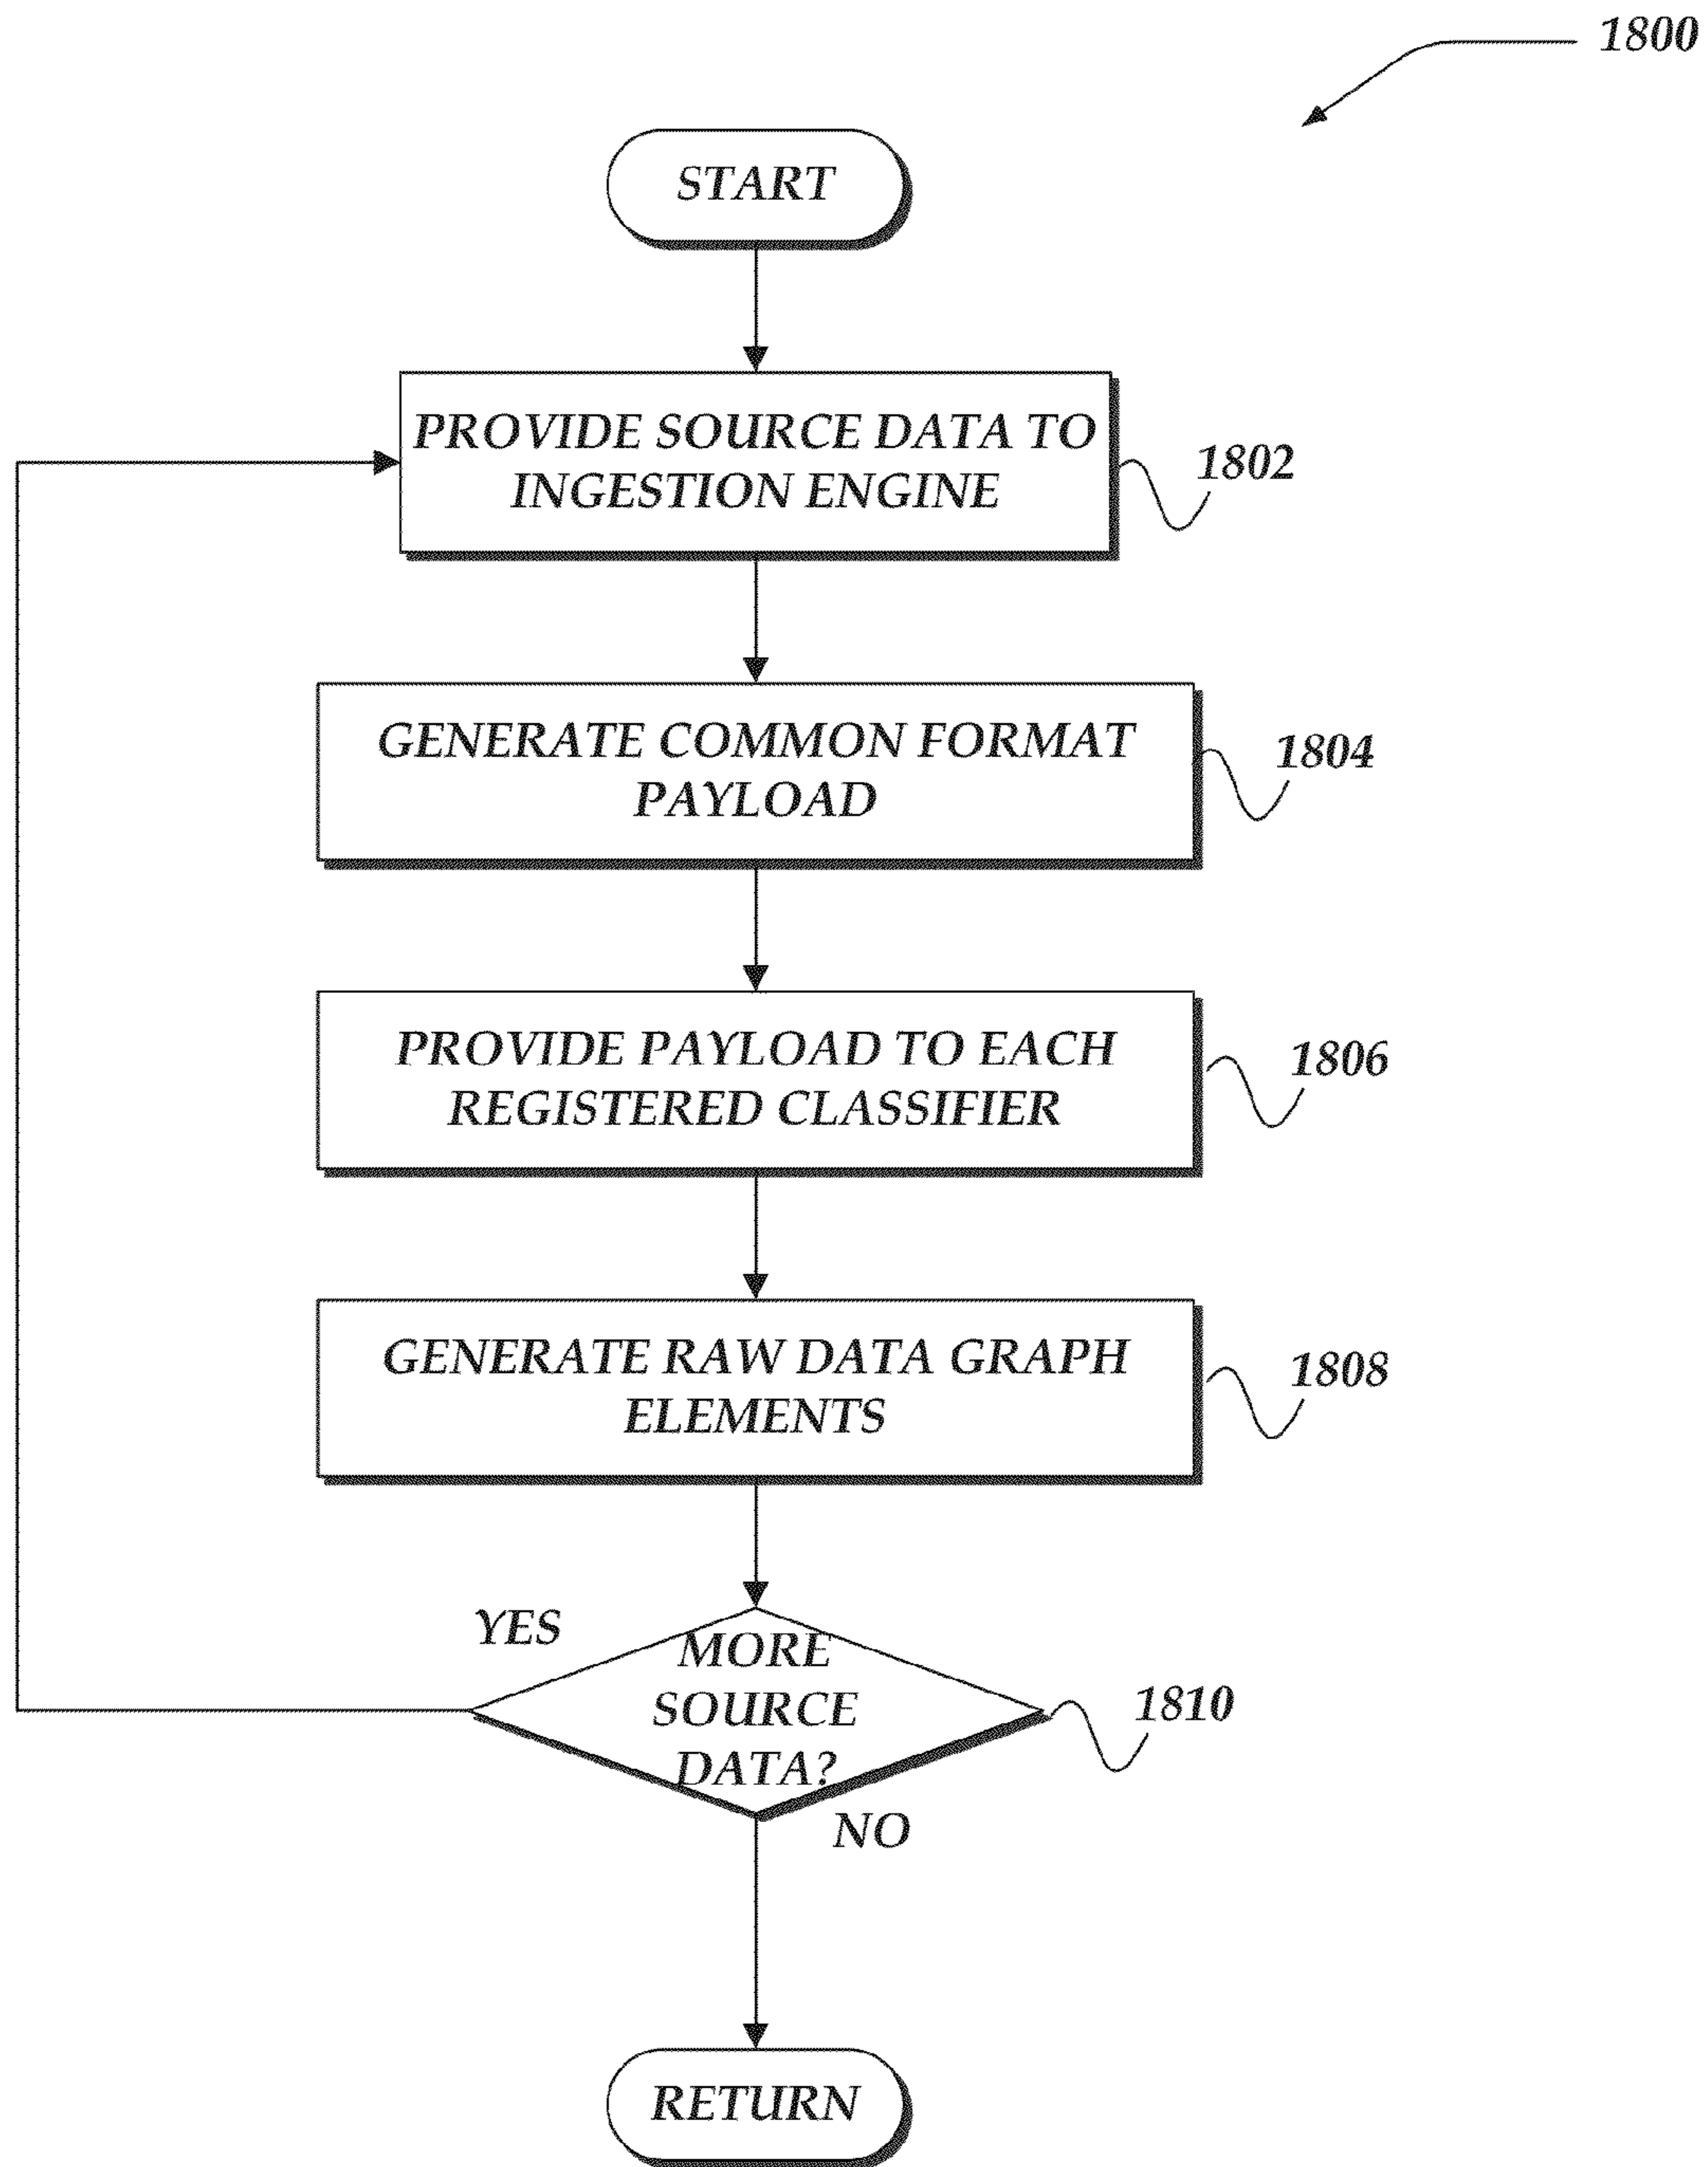 1800
START
PROVIDE SOURCE DATA TO
INGESTION ENGINE
1802
GENERATE COMMON FORMAT
PAYLOAD
1804
PROVIDE PAYLOAD TO EACH
REGISTERED CLASSIFIER
1806
GENERATE RAW DATA GRAPH
ELEMENTS
1808
YES
MORE
SOURCE
DATA?
1810
NO
RETURN